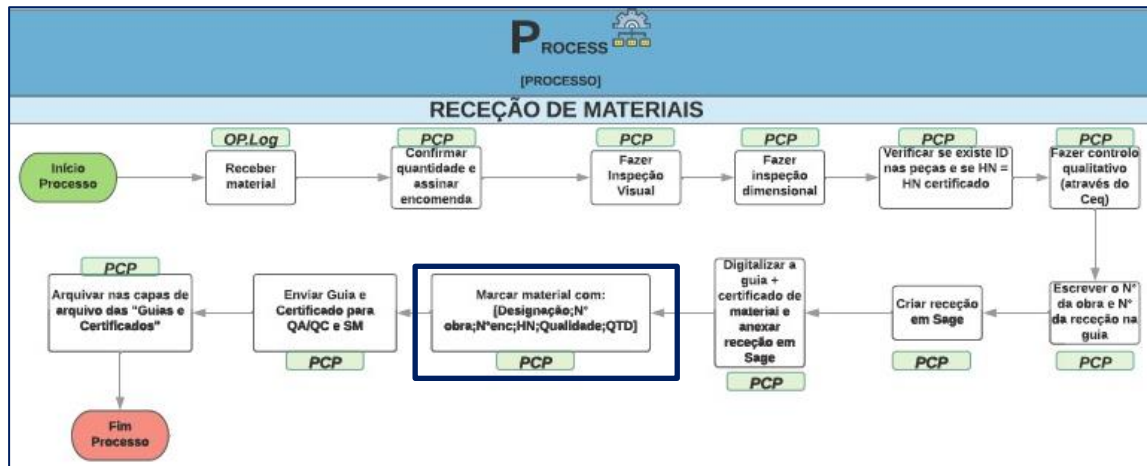 PROCESS
[PROCESSO]
RECEÇÃO DE MATERIAIS
Início
Processo
OP.Log
Receber
material
PCP
Confirmar
quantidade e
assinar
encomenda
PCP
Fazer
Inspeção
Visual
PCP
Fazer
inspeção
dimensional
PCP
Verificar se existe ID
nas peças e se HN =
HN certificado
PCP
Fazer controlo
qualitativo
(através do
Ceq)
Escrever o N°
da obra e N°
da receção na
guia
PCP
Criar receção
em Sage
PCP
Digitalizar a
guia +
certificado de
material e
anexar
receção em
Sage
PCP
Marcar material com:
[Designação;N°
obra;N°enc;HN;Qualidade;QTD]
PCP
Enviar Guia e
Certificado para
QA/QC e SM
PCP
PCP
Arquivar nas capas de
arquivo das "Guias e
Certificados"
Fim
Processo